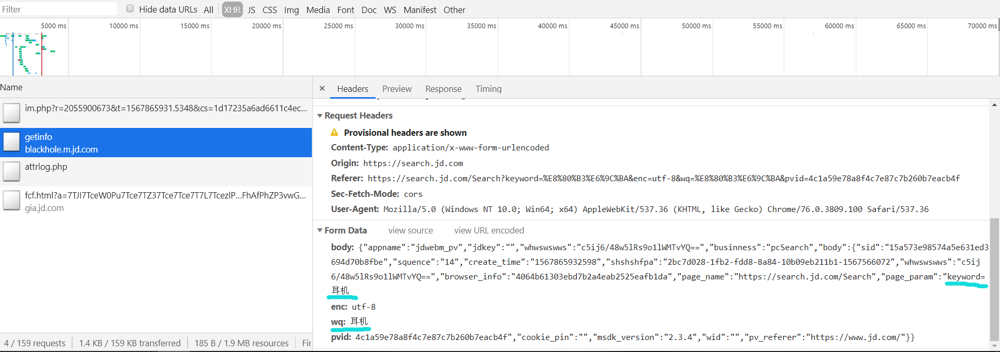 Filter Hide data URLs All XHR JS CSS Img Media Font Doc WS Manifest Other
5000 ms 10000 ms 15000 ms 20000 ms 25000 ms 30000 ms 35000 ms 40000 ms 45000 ms 50000 ms 55000 ms 60000 ms 65000 ms 70000 ms
Name
im.php?r=2055900673&t=1567865931.5348&cs=1d17235a6ad6611c4ec...
getinfo
blackhole.m.jd.com
attrlog.php
fcf.html?a=7TJI7TceW0Pu7Tce7TZ37Tce7Tce7T7L7TcezlP...FhAfPhZP3vwG...
gia.jd.com
4 / 159 requests 1.4 KB / 159 KB transferred 185 B / 1.9 MB resources Fir
× Headers Preview Response Timing
Request Headers
Provisional headers are shown
Content-Type: application/x-www-form-urlencoded
Origin: https://search.jd.com
Referer: https://search.jd.com/Search?keyword=%E8%80%B3%E6%9C%BA&enc=utf-8&wq=%E8%80%B3%E6%9C%BA&pvid=4c1a59e78a8f4c7e87c7b260b7eacb4f
Sec-Fetch-Mode: cors
User-Agent: Mozilla/5.0 (Windows NT 10.0; Win64; x64) AppleWebKit/537.36 (KHTML, like Gecko) Chrome/76.0.3809.100 Safari/537.36
Form Data view source view URL encoded
body: {"appname":"jdwebm_pv","jdkey":"","whwswswws":"c5ij6/48w5lRs9o1lWMTvYQ==","businness":"pcSearch","body":{"sid":"15a573e98574a5e631ed3
694d70b8fbe","squence":"14","create_time":"1567865932598","shshshfpa":"2bc7d028-1fb2-fdd8-8a84-10b09eb211b1-1567566072","whwswswws":"c5ij
6/48w5lRs9o1lWMTvYQ==","browser_info":"4064b61303ebd7b2a4eab2525eafb1da","page_name":"https://search.jd.com/Search","page_param":"keyword=
耳机
enc: utf-8
wq: 耳机
pvid: 4c1a59e78a8f4c7e87c7b260b7eacb4f","cookie_pin":"","msdk_version":"2.3.4","wid":"","pv_referer":"https://www.jd.com/"}}